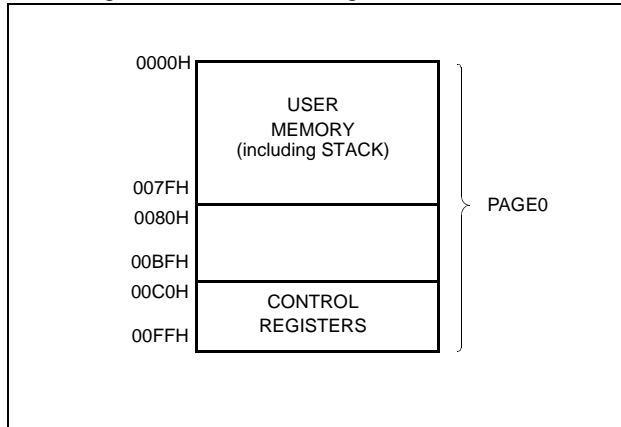 0000H
USER
MEMORY
(including STACK)
007FH
PAGE0
0080H
00BFH
00C0H
CONTROL
REGISTERS
00FFH